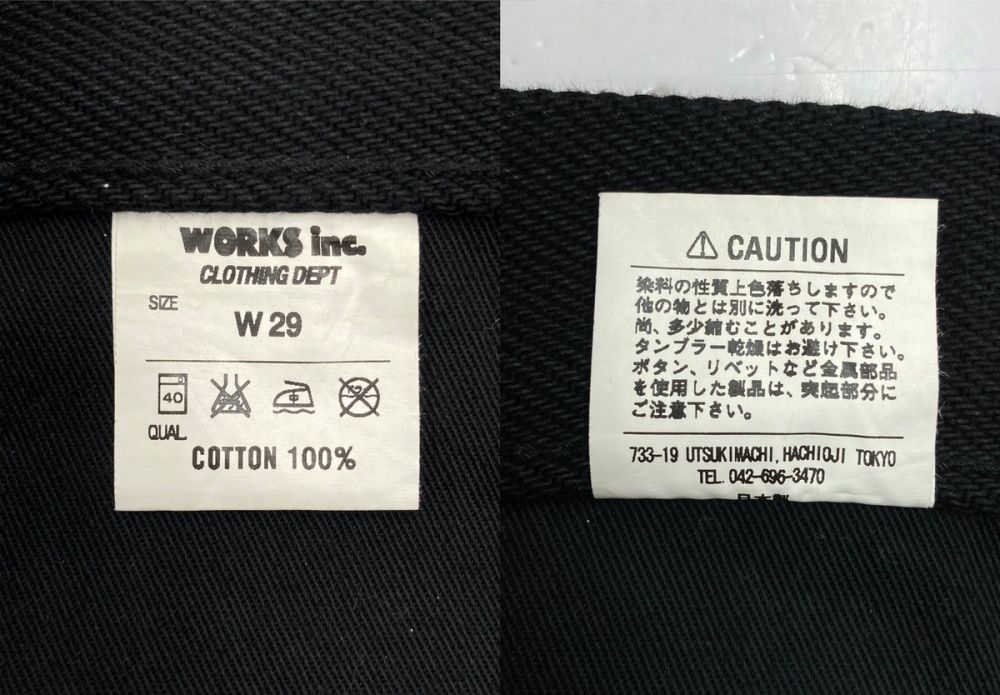 WORKS inc.
CLOTHING DEPT
SIZE
W 29
40
QUAL
COTTON 100%
⚠ CAUTION
染料の性質上色落ちしますので
他の物とは別に洗って下さい。
尚、多少縮むことがあります。
タンブラー乾燥はお避け下さい。
ボタン、リベットなど金属部品
を使用した製品は、突起部分に
ご注意下さい。
733-19 UTSUKIMACHI, HACHIOJI TOKYO
TEL. 042-696-3470
日本製